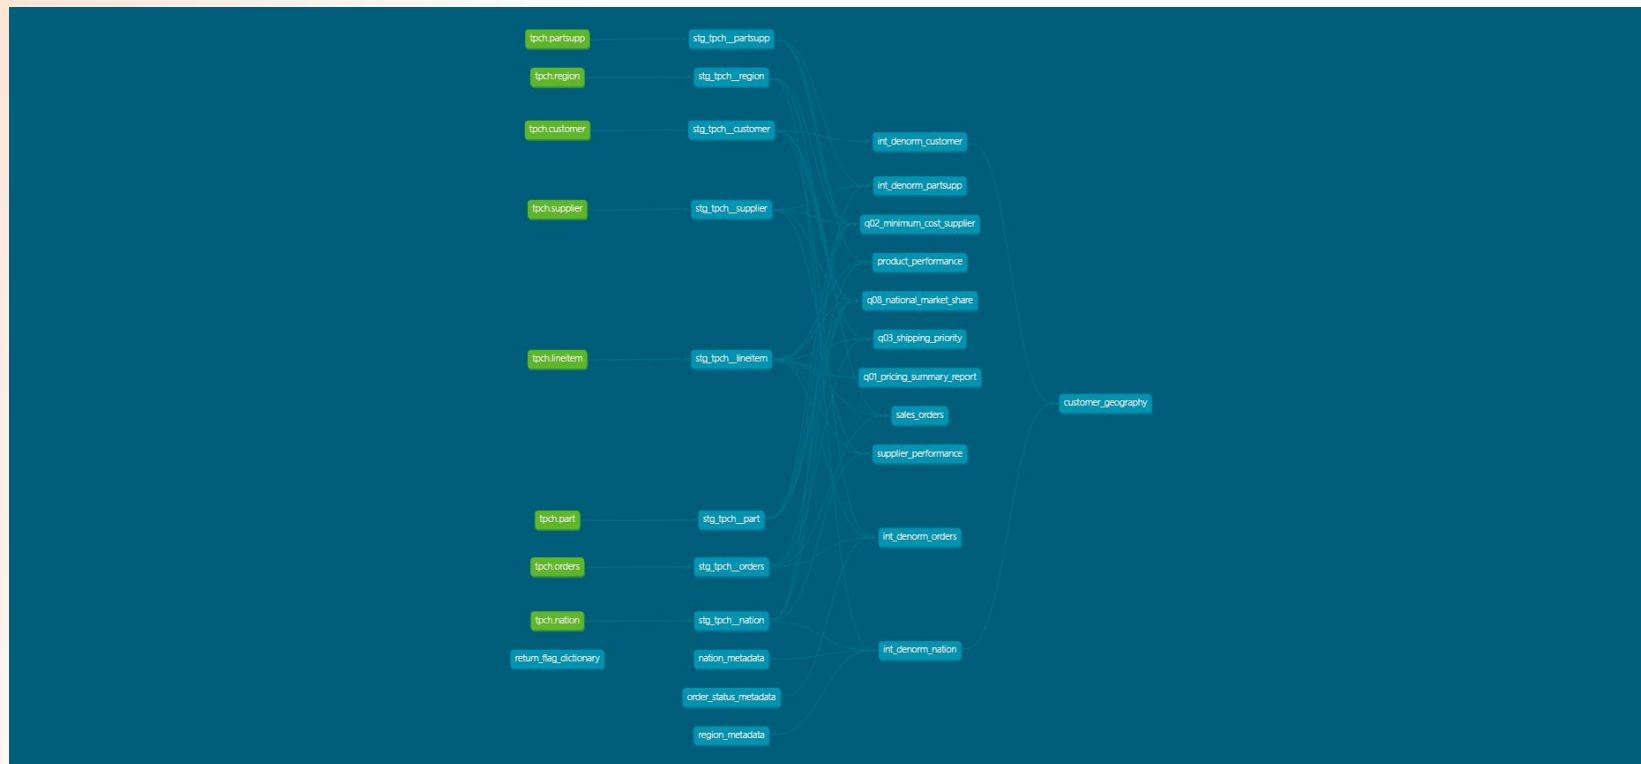 tpch.partsupp
stg_tpch__partsupp
tpch.region
stg_tpch__region
tpch.customer
stg_tpch__customer
int_denorm_customer
int_denorm_partsupp
tpch.supplier
stg_tpch__supplier
q02_minimum_cost_supplier
product_performance
q08_national_market_share
q03_shipping_priority
tpch.lineitem
stg_tpch__lineitem
q01_pricing_summary_report
customer_geography
sales_orders
supplier_performance
tpch.part
stg_tpch__part
int_denorm_orders
tpch.orders
stg_tpch__orders
tpch.nation
stg_tpch__nation
int_denorm_nation
return_flag_dictionary
nation_metadata
order_status_metadata
region_metadata